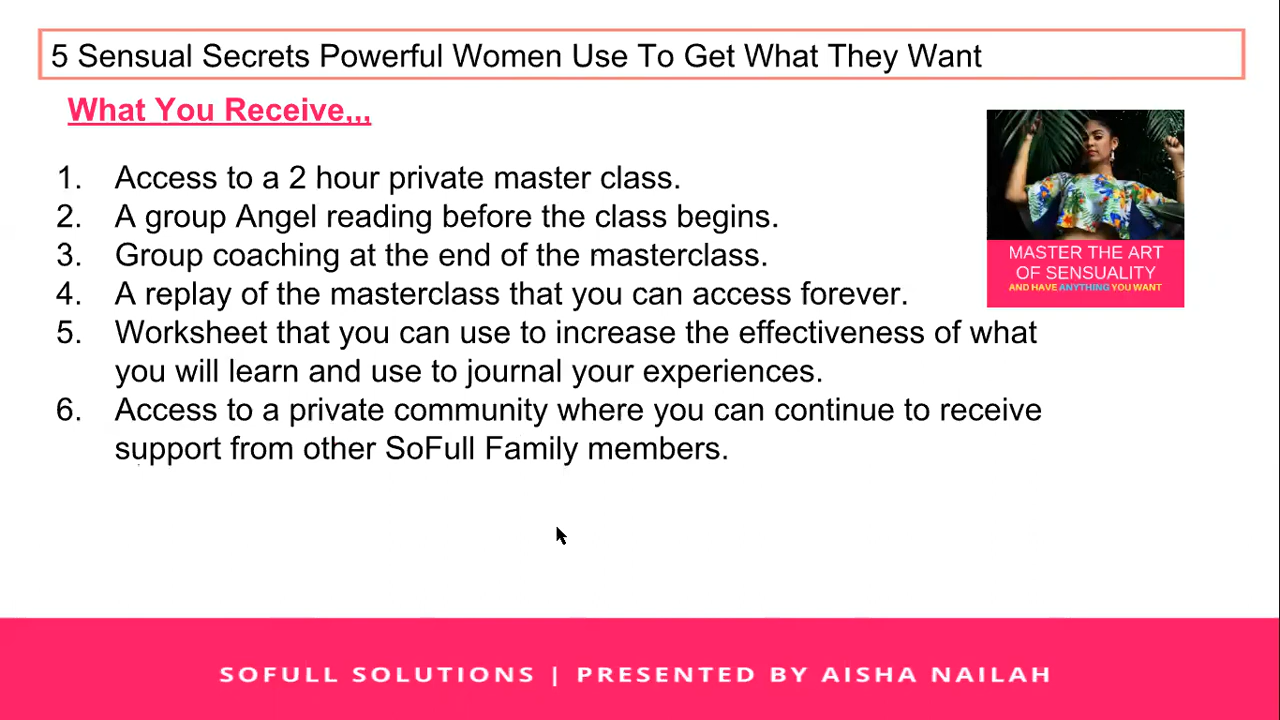 5 Sensual Secrets Powerful Women Use To Get What They Want
What You Receive,,,
1. Access to a 2 hour private master class.
2. A group Angel reading before the class begins.
3. Group coaching at the end of the masterclass.
4. A replay of the masterclass that you can access forever.
5. Worksheet that you can use to increase the effectiveness of what
you will learn and use to journal your experiences.
6. Access to a private community where you can continue to receive
support from other SoFull Family members.
MASTER THE ART
OF SENSUALITY
AND HAVE ANYTHING YOU WANT
SOFULL SOLUTIONS | PRESENTED BY AISHA NAILAH